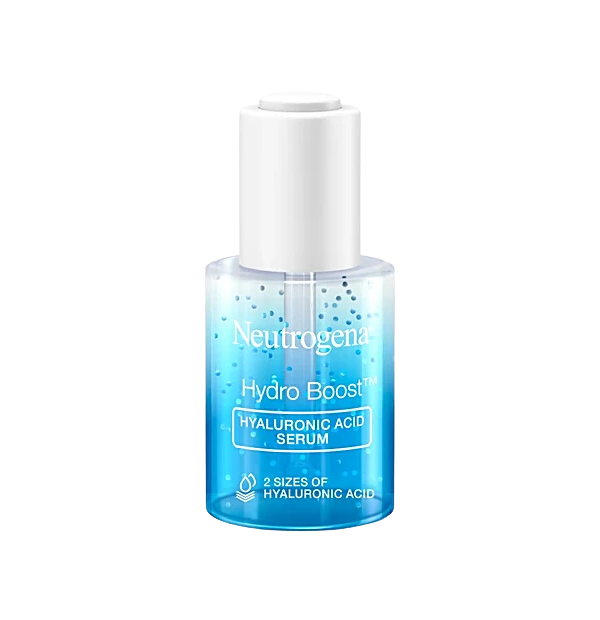 Neutrogena®
Hydro Boost™
HYALURONIC ACID
SERUM
2 SIZES OF
HYALURONIC ACID